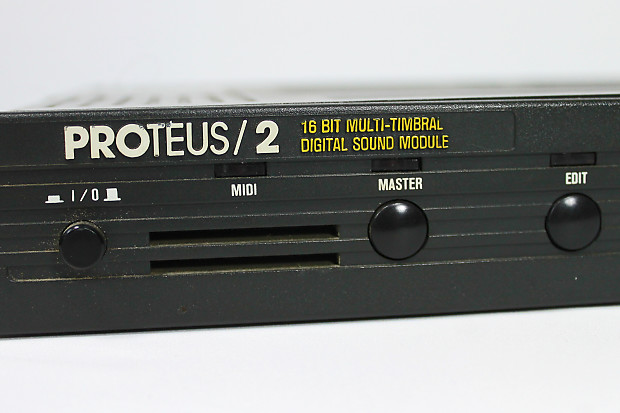 PROTEUS/2
16 BIT MULTI-TIMBRAL
DIGITAL SOUND MODULE
I/O
MIDI
MASTER
EDIT